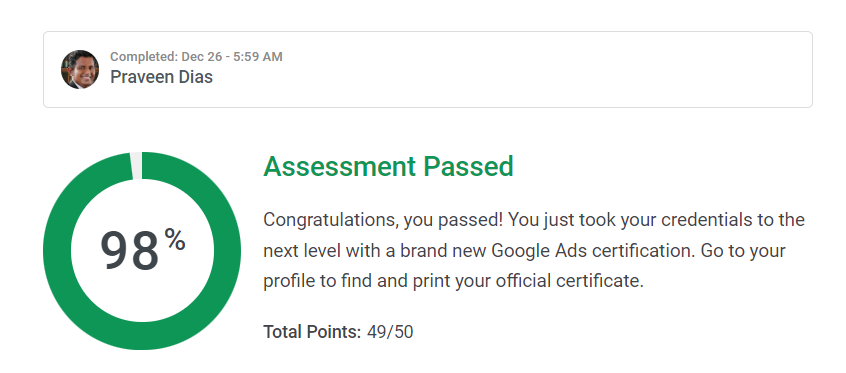 Completed: Dec 26 - 5:59 AM
Praveen Dias
Assessment Passed
98%
Congratulations, you passed! You just took your credentials to the
next level with a brand new Google Ads certification. Go to your
profile to find and print your official certificate.
Total Points: 49/50